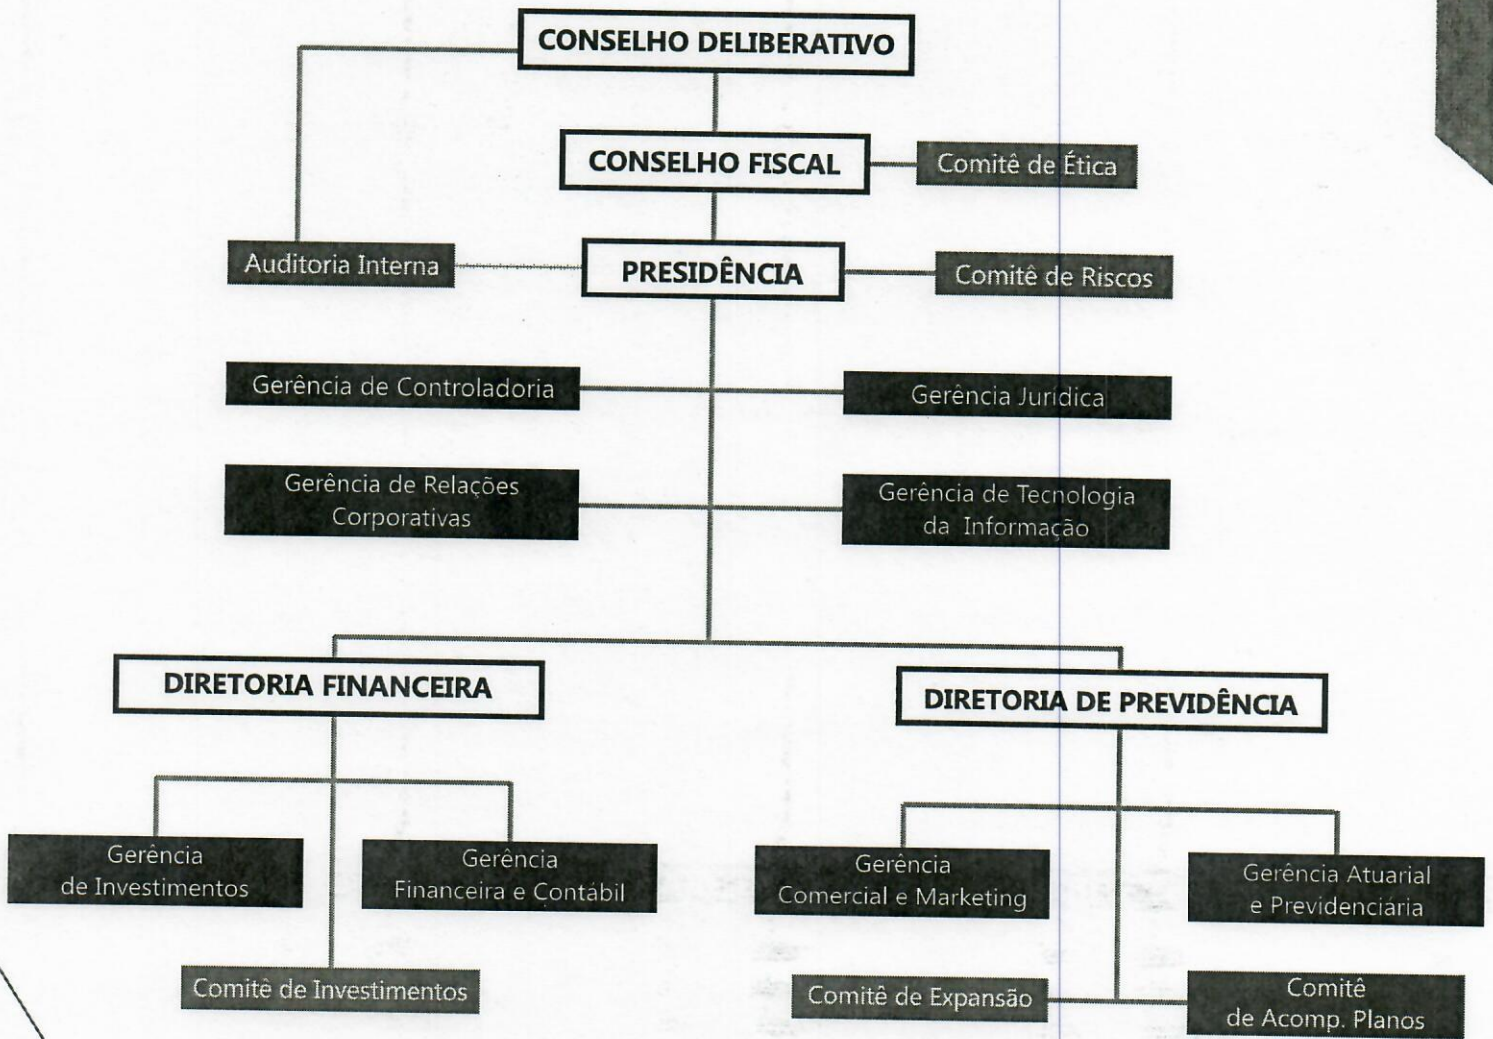 CONSELHO DELIBERATIVO
CONSELHO FISCAL
Comitê de Ética
Auditoria Interna
PRESIDÊNCIA
Comitê de Riscos
Gerência de Controladoria
Gerência Jurídica
Gerência de Relações
Corporativas
Gerência de Tecnologia
da Informação
DIRETORIA FINANCEIRA
DIRETORIA DE PREVIDÊNCIA
Gerência
de Investimentos
Gerência
Financeira e Contábil
Gerência
Comercial e Marketing
Gerência Atuarial
e Previdenciária
Comitê de Investimentos
Comitê de Expansão
Comitê
de Acomp. Planos